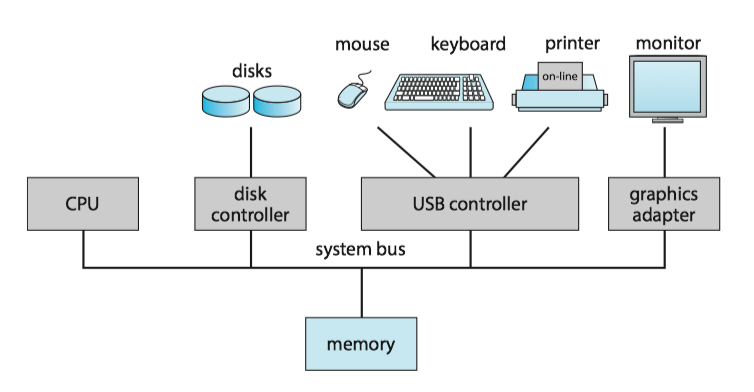 mouse
keyboard
printer
monitor
disks
on-line
CPU
disk
controller
USB controller
graphics
adapter
system bus
memory